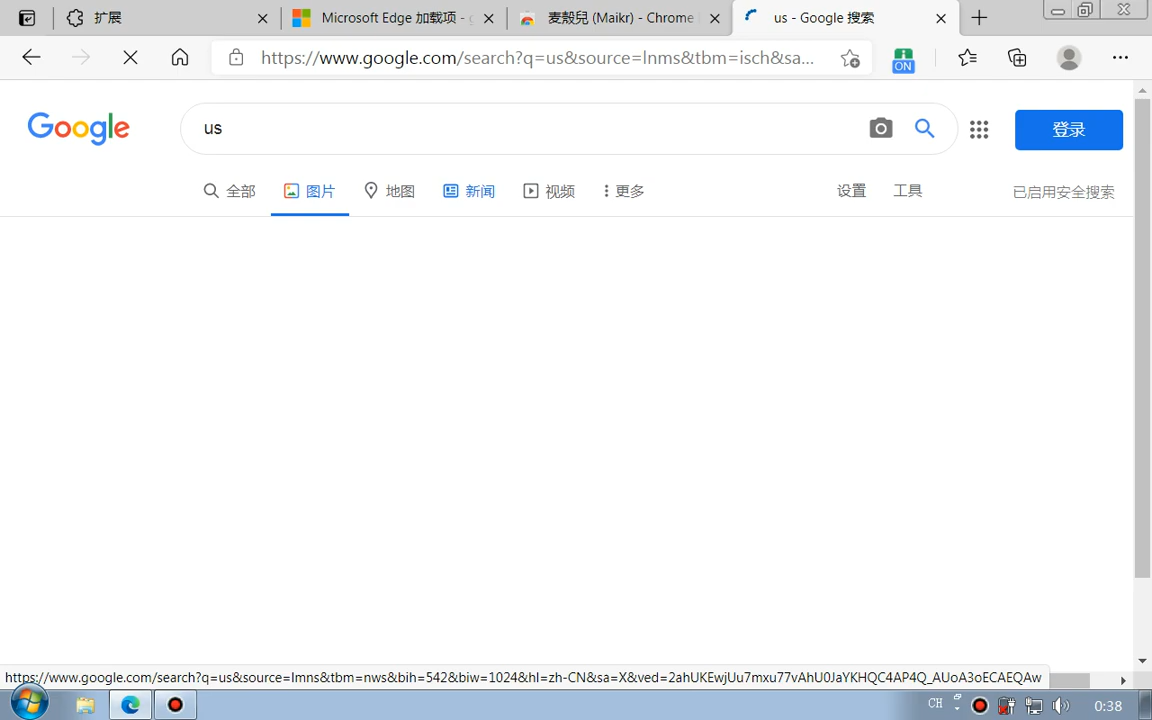 扩展
Microsoft Edge 加载项 -
麦殼兒 (Maikr) - Chrome
us - Google 搜索
https://www.google.com/search?q=us&source=lnms&tbm=isch&sa...
ON
Google
us
登录
全部
图片
地图
新闻
视频
更多
设置
工具
已启用安全搜索
https://www.google.com/search?q=us&source=lnms&tbm=nws&bih=542&biw=1024&hl=zh-CN&sa=X&ved=2ahUKEwjUu7mxu77vAhU0JaYKHQC4AP4Q_AUoA3oECAEQAw
CH
0:38